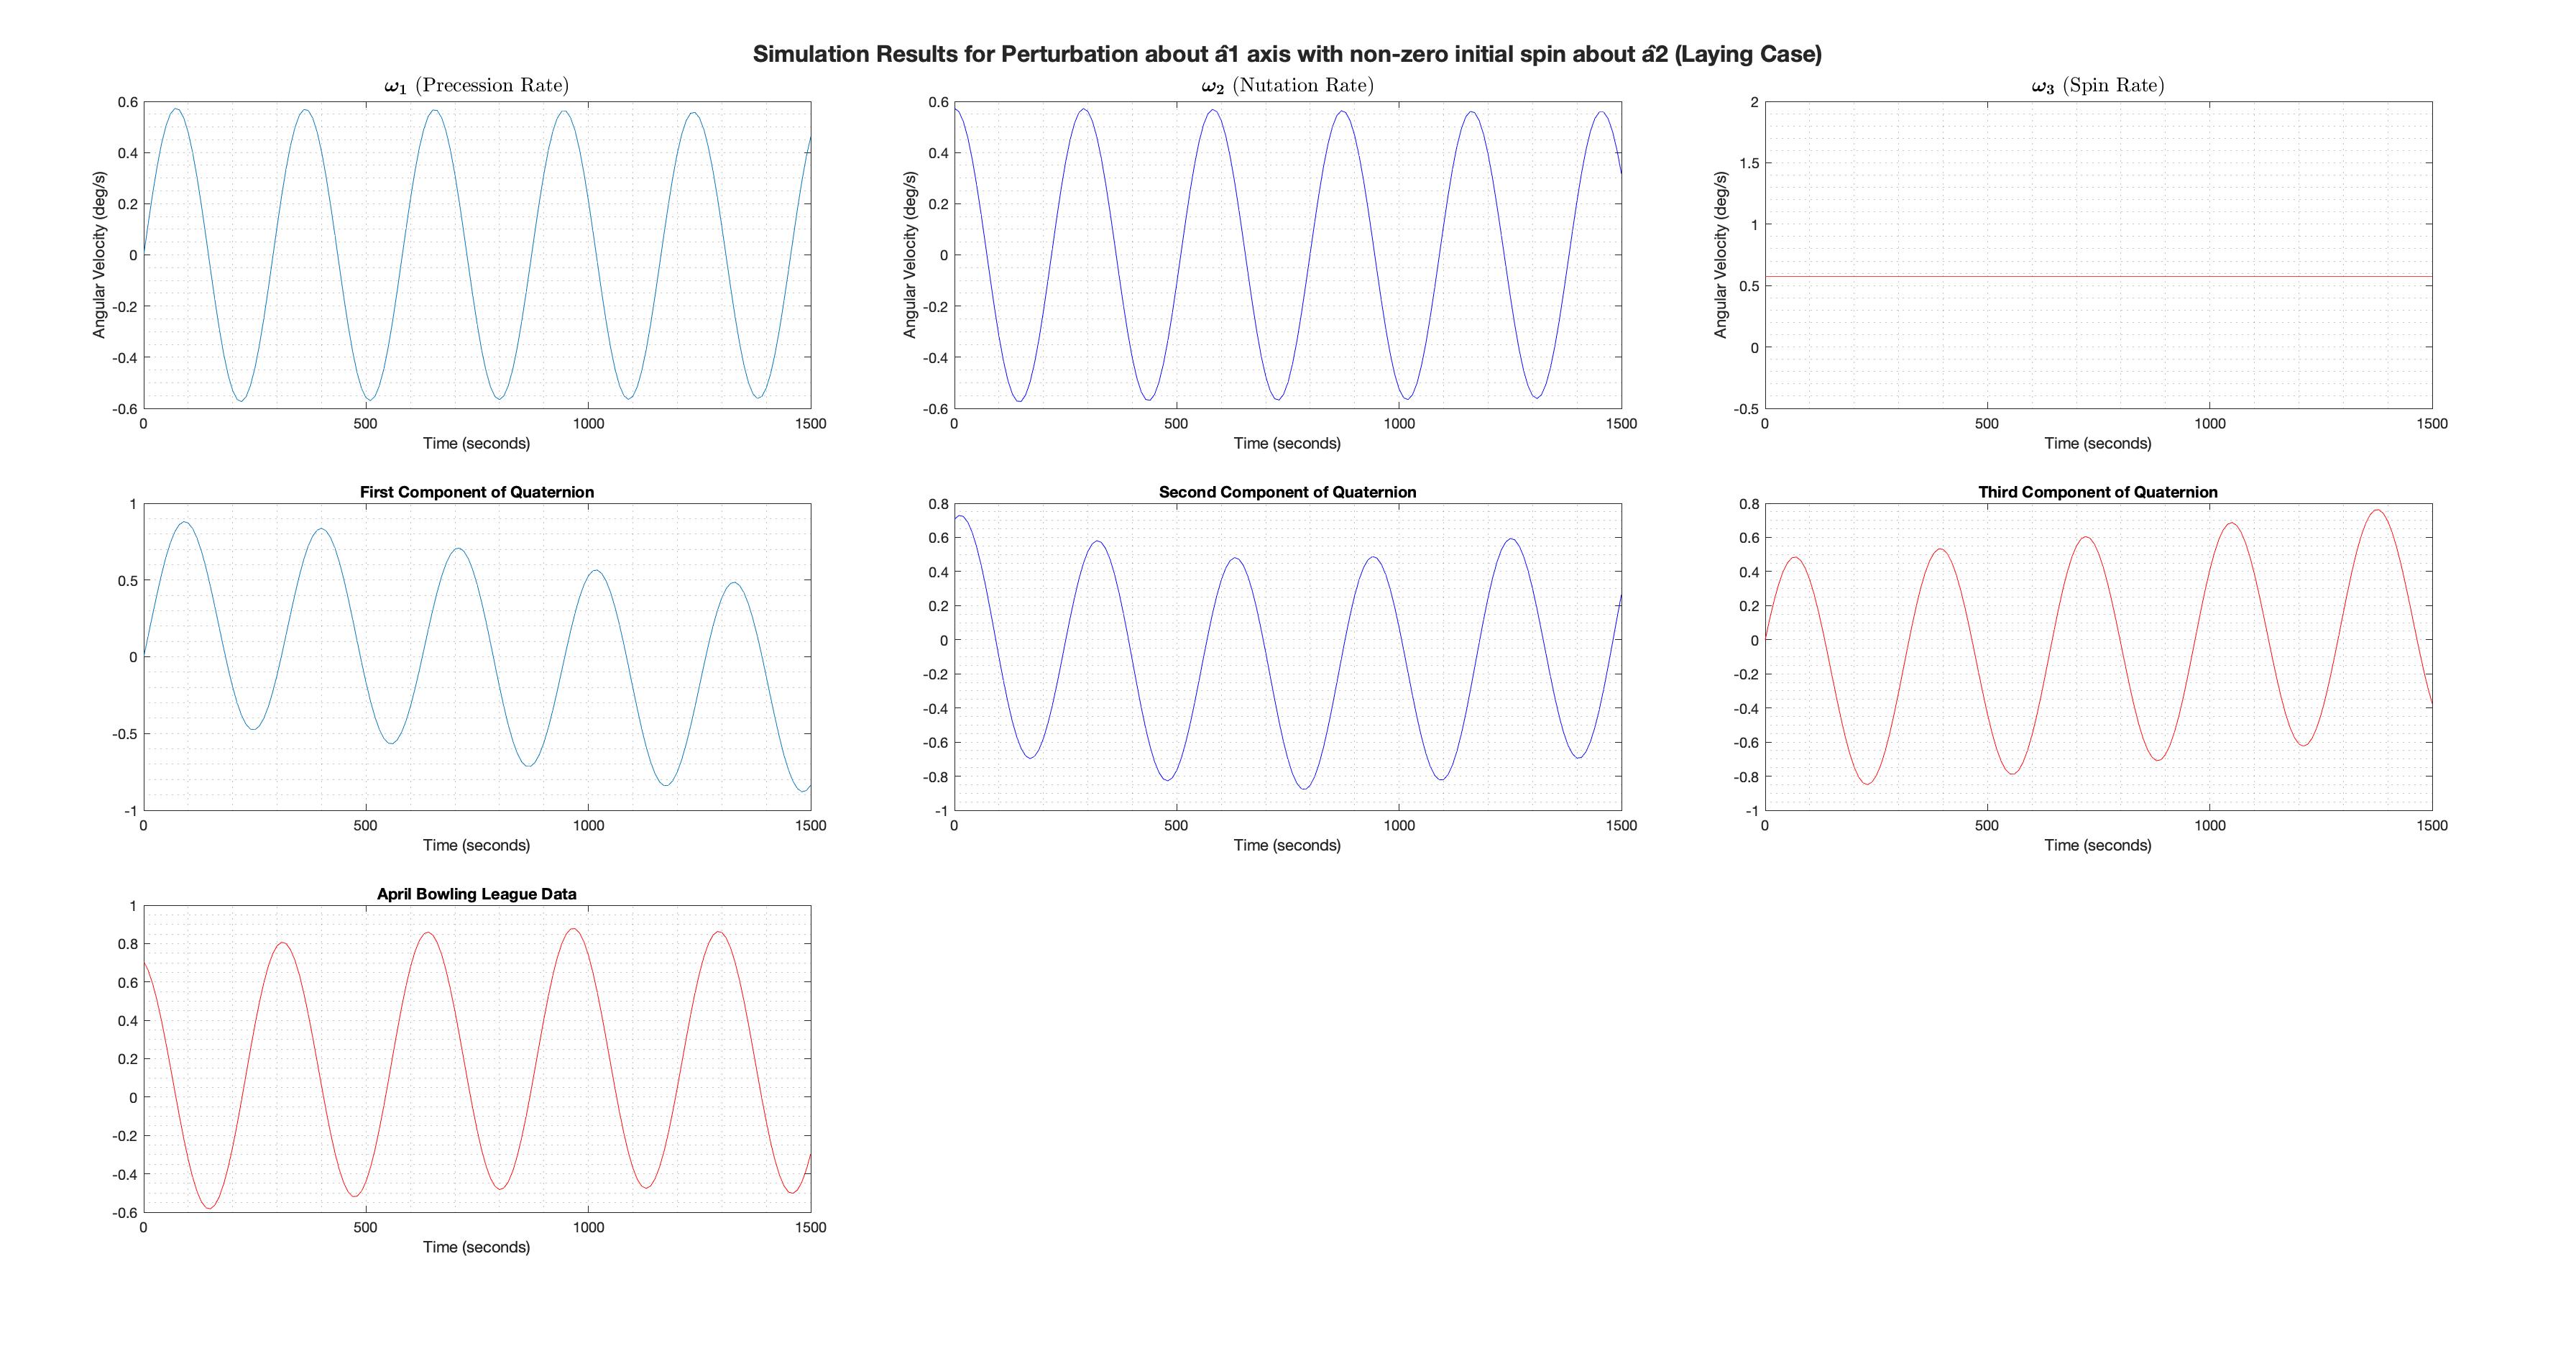 Simulation Results for Perturbation about â1 axis with non-zero initial spin about â2 (Laying Case)
ω₁ (Precession Rate)
0.6
0.4
0.2
0
-0.2
-0.4
-0.6
Angular Velocity (deg/s)
0 500 1000 1500
Time (seconds)
ω₂ (Nutation Rate)
0.6
0.4
0.2
0
-0.2
-0.4
-0.6
Angular Velocity (deg/s)
0 500 1000 1500
Time (seconds)
ω₃ (Spin Rate)
2
1.5
1
0.5
0
-0.5
Angular Velocity (deg/s)
0 500 1000 1500
Time (seconds)
First Component of Quaternion
1
0.5
0
-0.5
-1
0 500 1000 1500
Time (seconds)
Second Component of Quaternion
0.8
0.6
0.4
0.2
0
-0.2
-0.4
-0.6
-0.8
-1
0 500 1000 1500
Time (seconds)
Third Component of Quaternion
0.8
0.6
0.4
0.2
0
-0.2
-0.4
-0.6
-0.8
-1
0 500 1000 1500
Time (seconds)
April Bowling League Data
1
0.8
0.6
0.4
0.2
0
-0.2
-0.4
-0.6
0 500 1000 1500
Time (seconds)